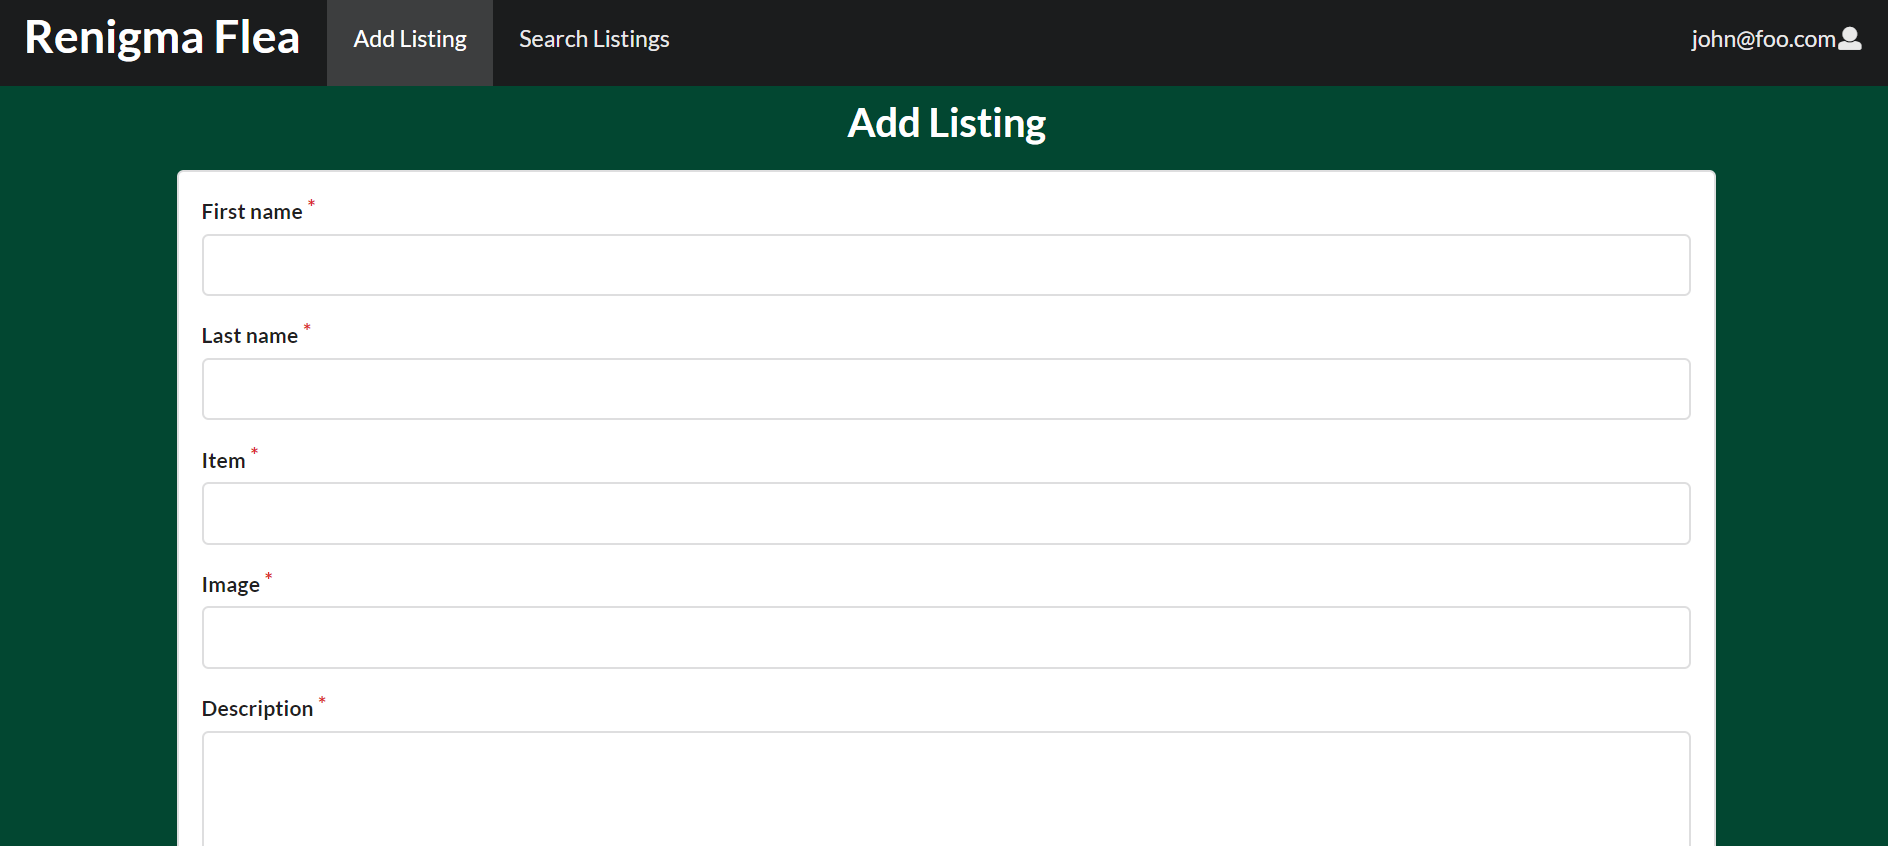 Renigma Flea Add Listing Search Listings john@foo.com
Add Listing
First name *
Last name *
Item *
Image *
Description *